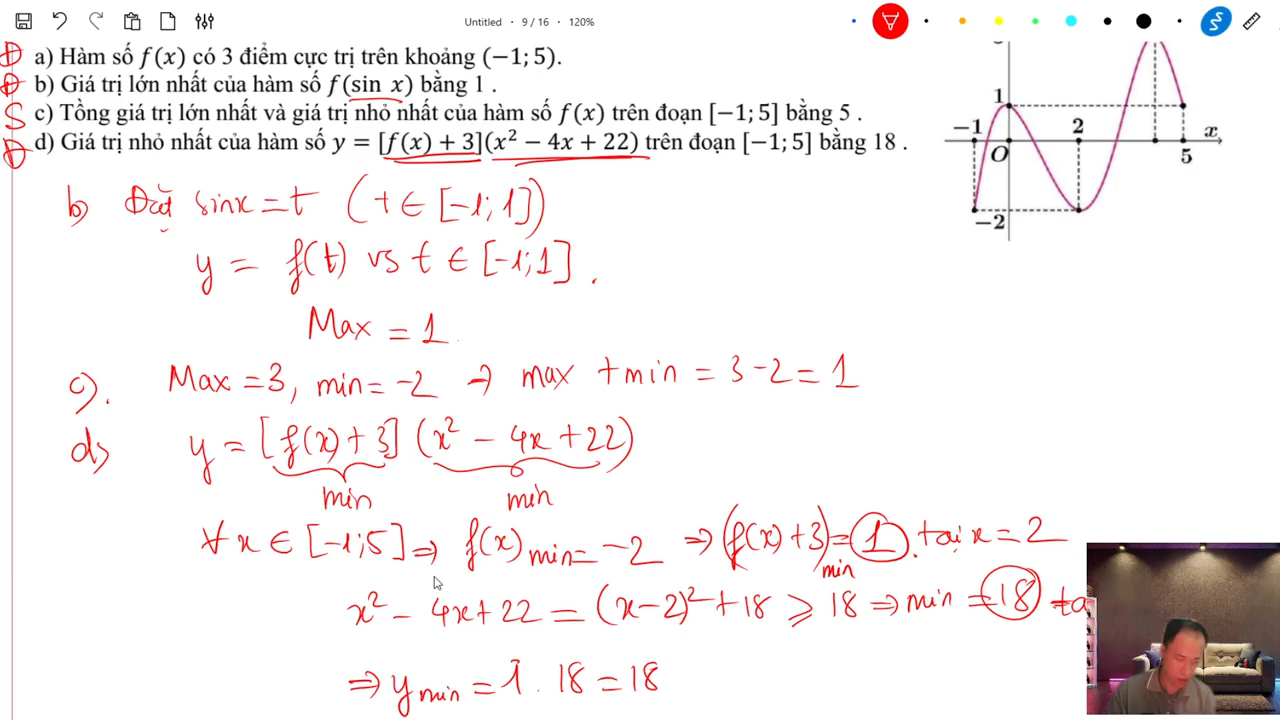 Untitled • 9 / 16 • 120%
Đ a) Hàm số f(x) có 3 điểm cực trị trên khoảng (−1;5).
Đ b) Giá trị lớn nhất của hàm số f(sin x) bằng 1 .
S c) Tổng giá trị lớn nhất và giá trị nhỏ nhất của hàm số f(x) trên đoạn [−1;5] bằng 5 .
Đ d) Giá trị nhỏ nhất của hàm số y = [f(x) + 3](x² − 4x + 22) trên đoạn [−1;5] bằng 18 .
1
−1
2
x
O
5
−2
b) Đặt sinx = t (t ∈ [-1;1])
y = f(t) vs t ∈ [-1;1] .
Max = 1
c). Max = 3, min = -2 ⇒ max + min = 3 - 2 = 1
d) y = [f(x) + 3] (x² - 4x + 22)
min min
∀ x ∈ [-1;5] ⇒ f(x) min = -2 ⇒ (f(x) + 3) min = 1 . tại x = 2
x² - 4x + 22 = (x - 2)² + 18 ⩾ 18 ⇒ min = 18
⇒ y min = 1 . 18 = 18